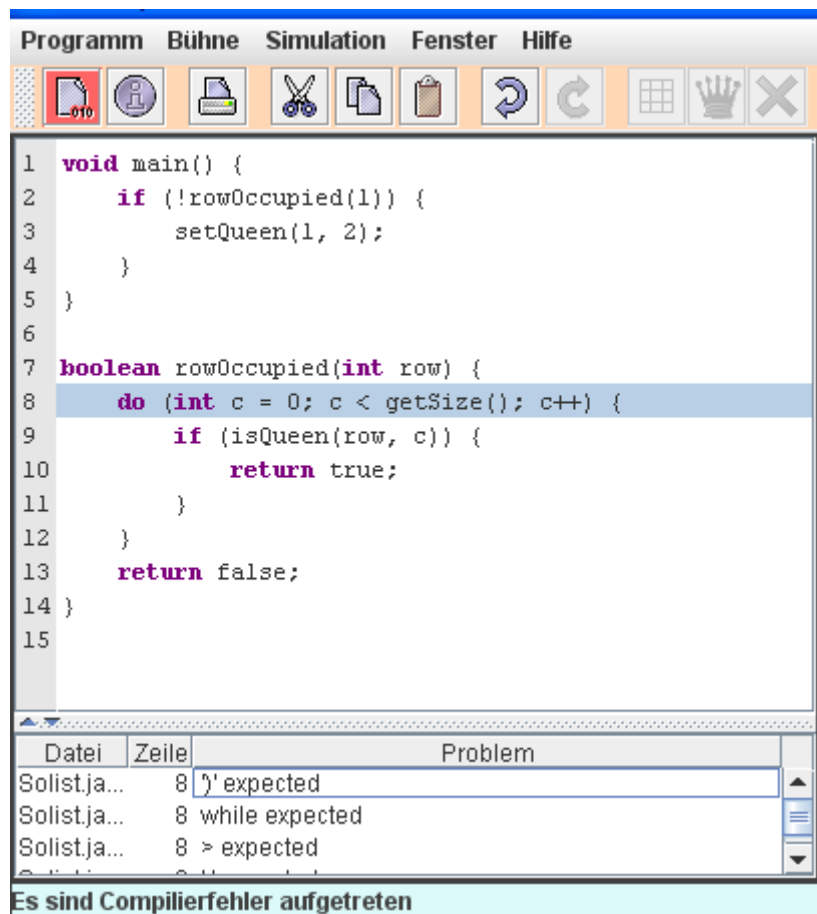 Programm Bühne Simulation Fenster Hilfe
010
1 void main() {
2 if (!rowOccupied(1)) {
3 setQueen(1, 2);
4 }
5 }
6
7 boolean rowOccupied(int row) {
8 do (int c = 0; c < getSize(); c++) {
9 if (isQueen(row, c)) {
10 return true;
11 }
12 }
13 return false;
14 }
15
Datei Zeile Problem
Solist.ja... 8 ')' expected
Solist.ja... 8 while expected
Solist.ja... 8 > expected
Es sind Compilierfehler aufgetreten